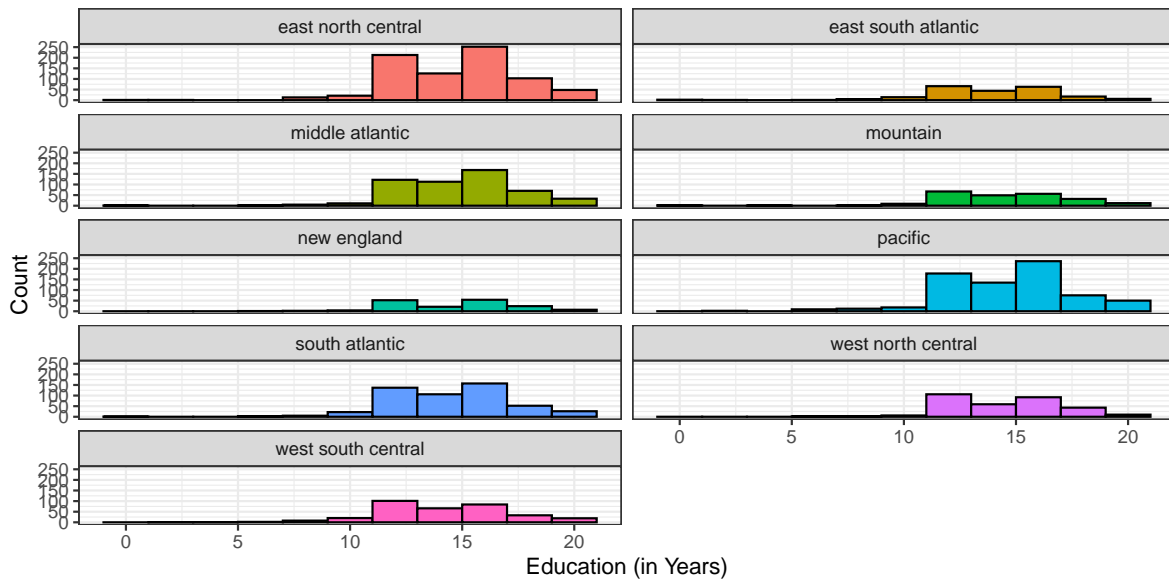 east north central
east south atlantic
250
200
150
100
50
0
middle atlantic
mountain
250
200
150
100
50
0
new england
pacific
250
200
150
100
50
0
south atlantic
west north central
250
200
150
100
50
0
0 5 10 15 20
west south central
250
200
150
100
50
0
0 5 10 15 20
Count
Education (in Years)